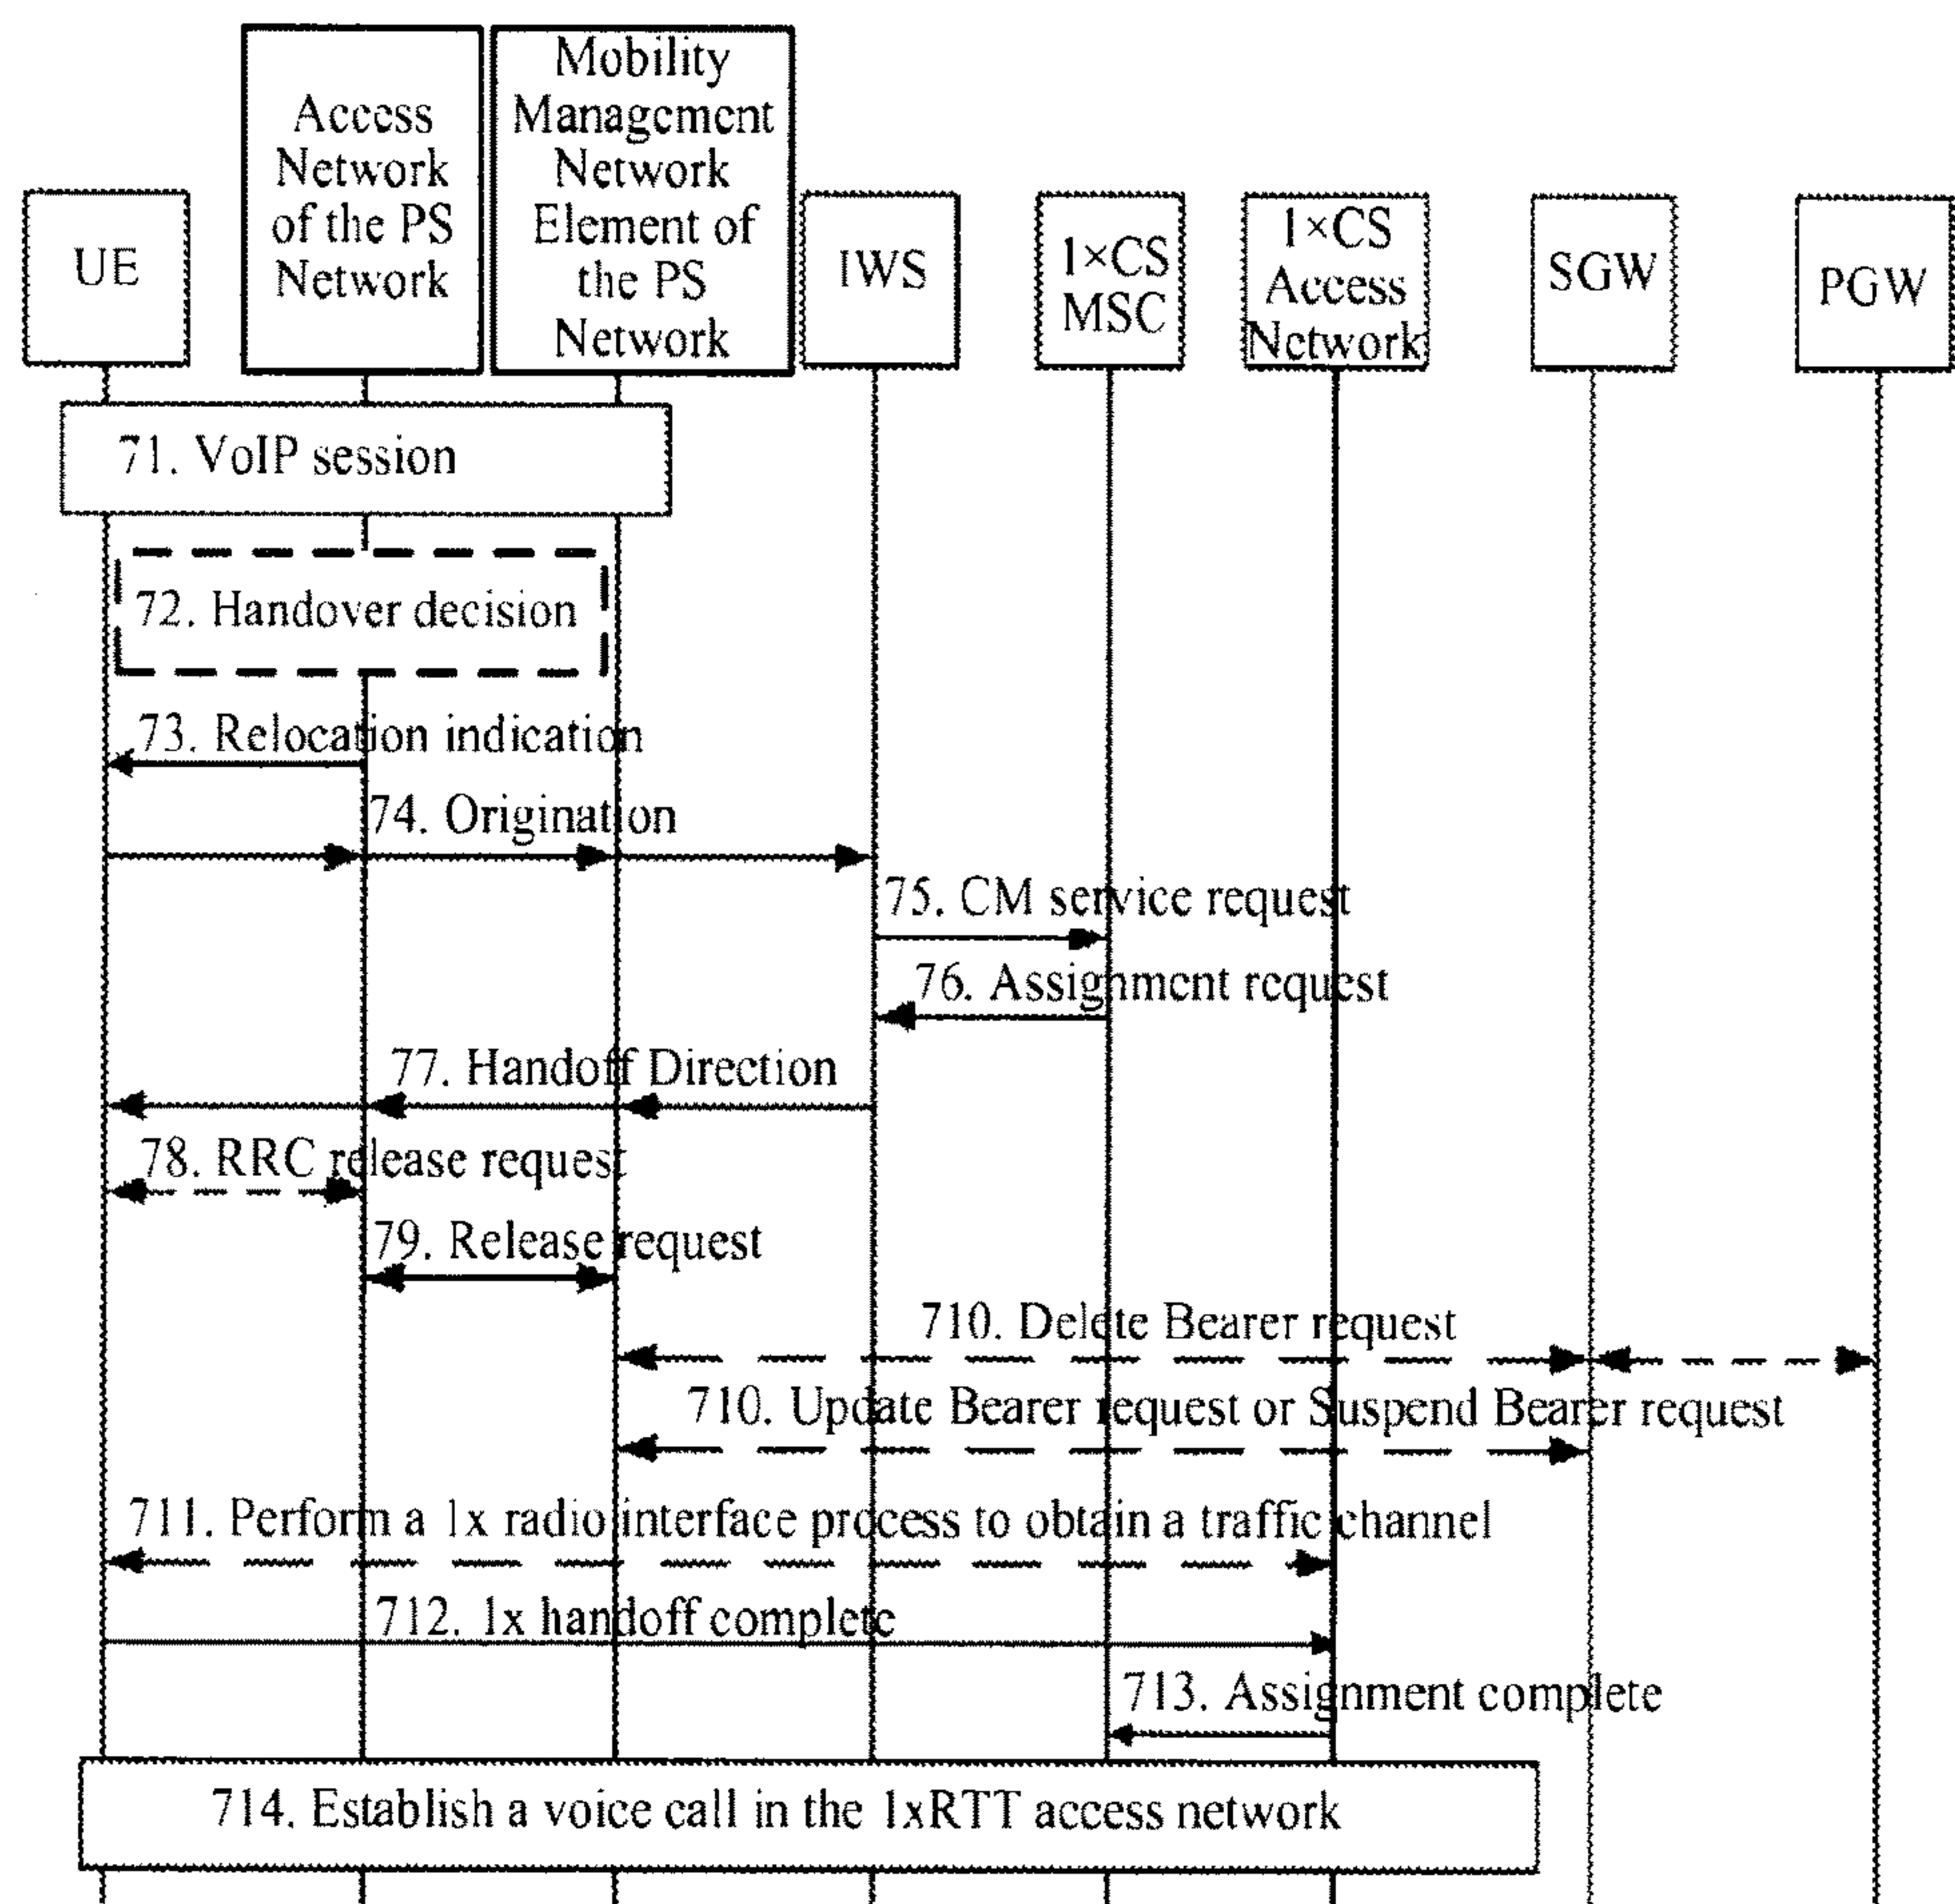 UE
Access
Network
of the PS
Network
Mobility
Management
Network
Element of
the PS
Network
IWS
1×CS
MSC
1×CS
Access
Network
SGW
PGW
71. VoIP session
72. Handover decision
73. Relocation indication
74. Origination
75. CM service request
76. Assignment request
77. Handoff Direction
78. RRC release request
79. Release request
710. Delete Bearer request
710. Update Bearer request or Suspend Bearer request
711. Perform a 1x radio interface process to obtain a traffic channel
712. 1x handoff complete
713. Assignment complete
714. Establish a voice call in the 1xRTT access network